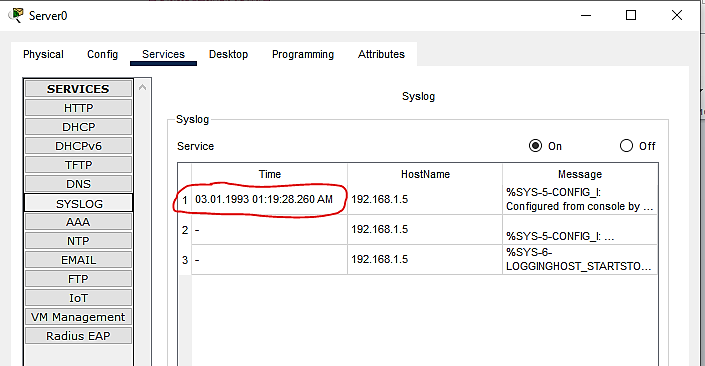 Server0
Physical Config Services Desktop Programming Attributes
SERVICES
HTTP
DHCP
DHCPv6
TFTP
DNS
SYSLOG
AAA
NTP
EMAIL
FTP
IoT
VM Management
Radius EAP
Syslog
Syslog
Service On Off
Time HostName Message
1 03.01.1993 01:19:28.260 AM 192.168.1.5 %SYS-5-CONFIG_I:
Configured from console by ...
2 - 192.168.1.5 %SYS-5-CONFIG_I: ...
3 - 192.168.1.5 %SYS-6-
LOGGINGHOST_STARTSTO...